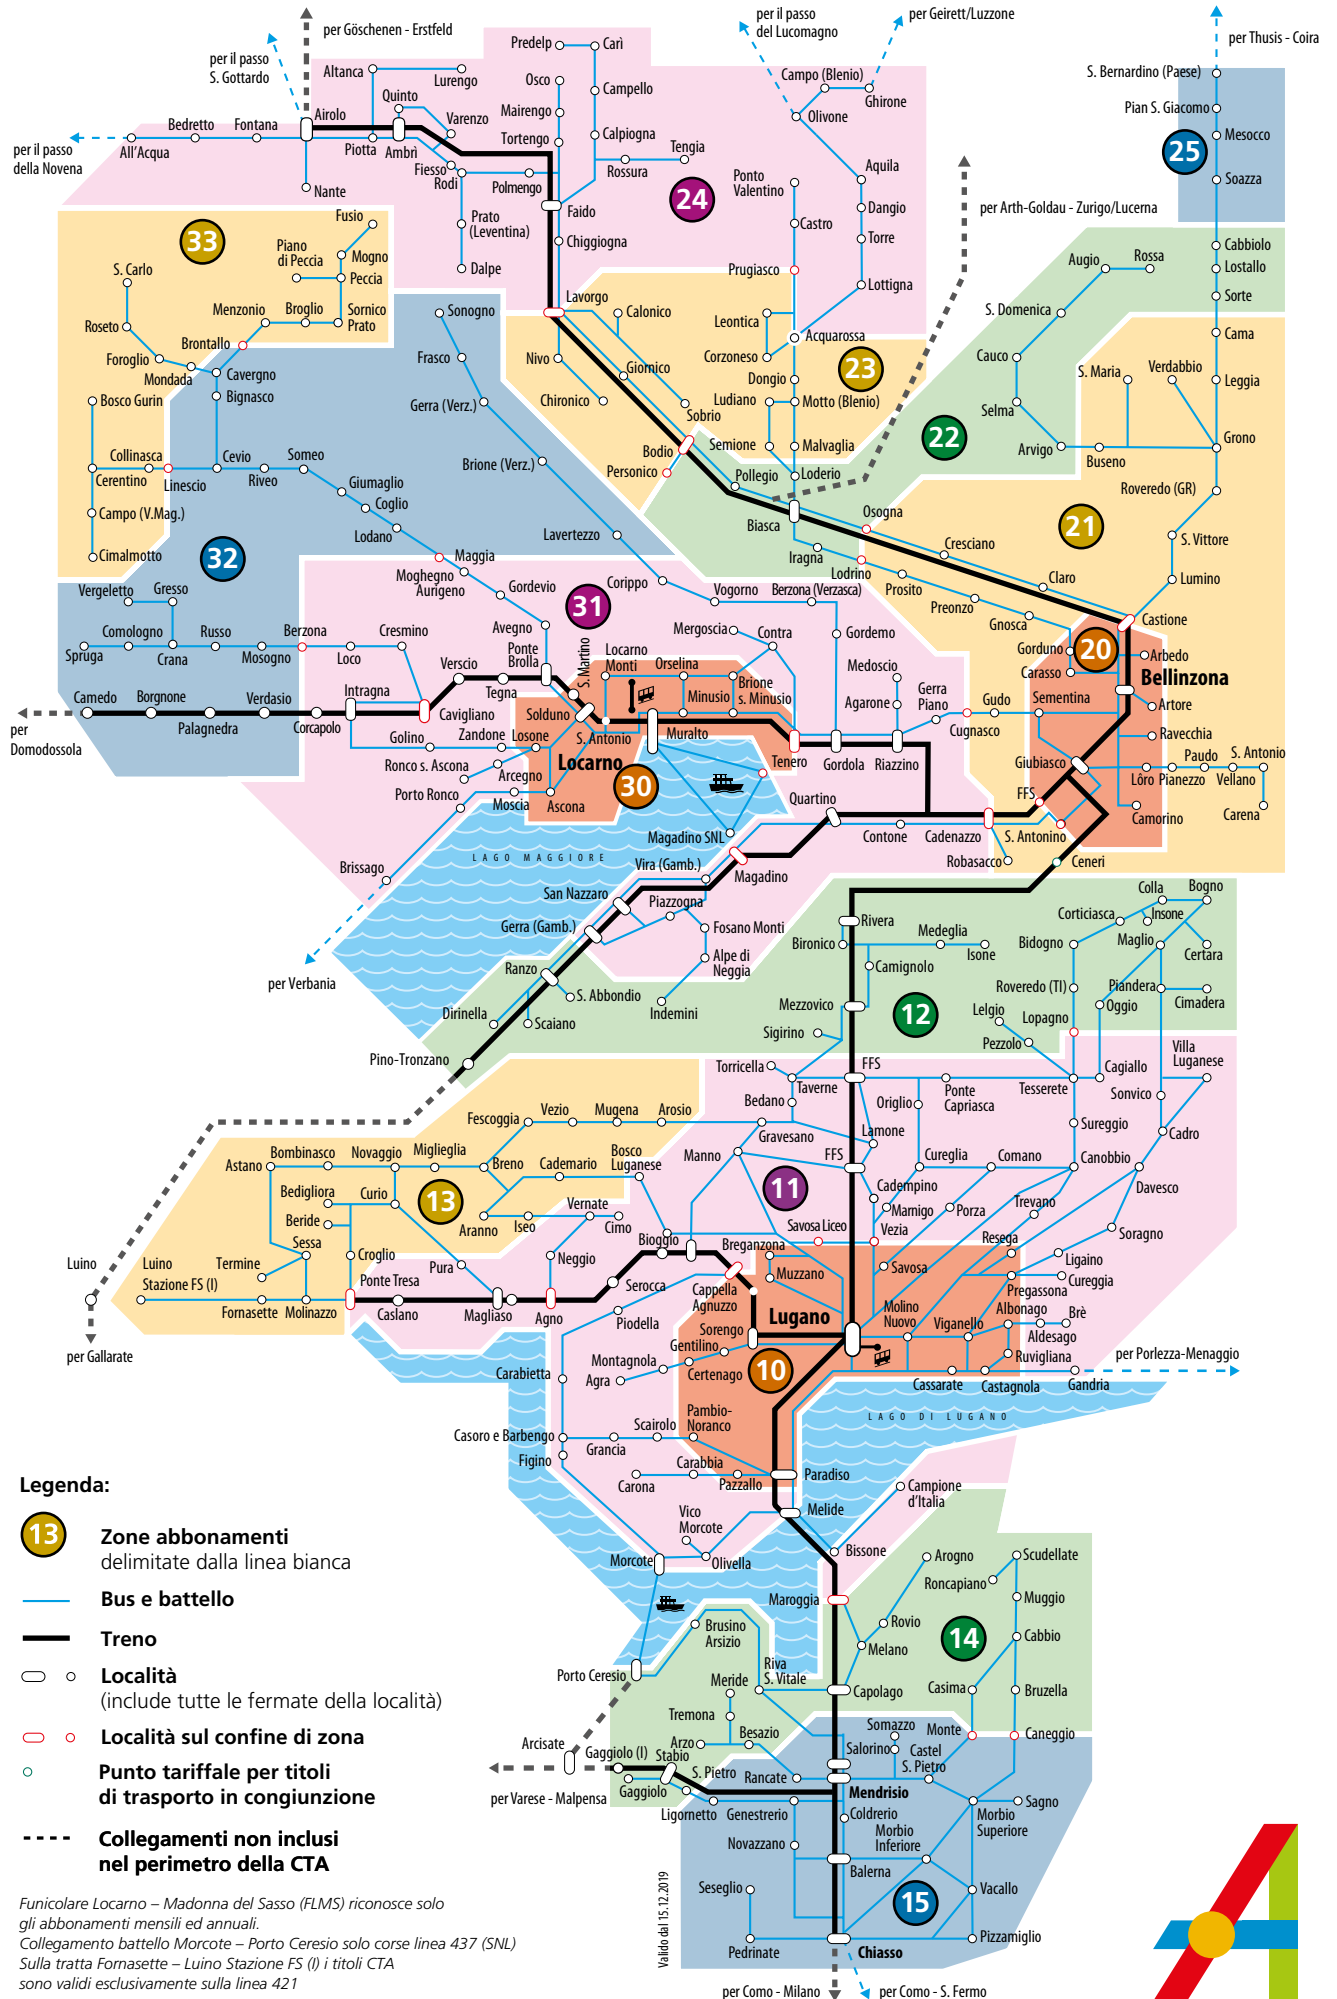 per Göschenen - Erstfeld
per il passo
S. Gottardo
per il passo
della Novena
per il passo
del Lucomagno
per Geirett/Luzzone
per Thusis - Coira
per Arth-Goldau - Zurigo/Lucerna
Predelp
Carì
Altanca
Lurengo
Osco
Campello
Quinto
Mairengo
Airolo
Varenzo
Tortengo
Calpiogna
Bedretto
Fontana
All'Acqua
Piotta
Ambrì
Fiesso
Rodi
Polmengo
Rossura
Tengia
Nante
Faido
Prato
(Leventina)
Chiggiogna
Dalpe
24
Campo (Blenio)
Ghirone
Olivone
Ponto
Valentino
Aquila
Castro
Dangio
Torre
Prugiasco
Lottigna
S. Bernardino (Paese)
Pian S. Giacomo
25
Mesocco
Soazza
Cabbiolo
Lostallo
Sorte
Cama
Leggia
Grono
33
Fusio
Piano
di Peccia
Mogno
Peccia
S. Carlo
Menzonio
Broglio
Sornico
Prato
Roseto
Brontallo
Foroglio
Mondada
Cavergno
Bignasco
Bosco Gurin
Collinasca
Cerentino
Linescio
Cevio
Riveo
Someo
Giumaglio
Coglio
Lodano
Campo (V.Mag.)
Cimalmotto
32
Maggia
Moghegno
Aurigeno
Gordevio
Avegno
Ponte
Brolla
Sonogno
Frasco
Gerra (Verz.)
Brione (Verz.)
Lavertezzo
Corippo
Vogorno
Berzona (Verzasca)
Lavorgo
Calonico
Nivo
Giornico
Chironico
Sobrio
Bodio
Personico
Leontica
Acquarossa
Corzoneso
23
Dongio
Ludiano
Motto (Blenio)
Semione
Malvaglia
Pollegio
Loderio
Biasca
Iragna
22
Augio
Rossa
S. Domenica
Cauco
Selma
Arvigo
Buseno
S. Maria
Verdabbio
Roveredo (GR)
S. Vittore
Lumino
21
Osogna
Cresciano
Claro
Lodrino
Prosito
Preonzo
Gnosca
Castione
Gorduno
20
Arbedo
Carasso
Bellinzona
Sementina
Artore
Ravecchia
Giubiasco
Lôro
Pianezzo
Paudo
Vellano
S. Antonio
Carena
Camorino
FFS
S. Antonino
Ceneri
Vergeletto
Gresso
Comologno
Russo
Berzona
Cresmino
Spruga
Crana
Mosogno
Loco
Camedo
Borgnone
Palagnedra
Verdasio
Corcapolo
Intragna
Verscio
Tegna
Cavigliano
per
Domodossola
31
S. Martino
Locarno
Monti
Orselina
Mergoscia
Contra
Gordemo
Medoscio
Agarone
Gerra
Piano
Gudo
Cugnasco
Minusio
Brione
s. Minusio
Solduno
S. Antonio
Muralto
Tenero
Gordola
Riazzino
Golino
Zandone
Losone
Ronco s. Ascona
Arcegno
Locarno
30
Porto Ronco
Moscia
Ascona
Brissago
LAGO MAGGIORE
per Verbania
Quartino
Magadino SNL
Contone
Cadenazzo
Robasacco
Vira (Gamb.)
Magadino
San Nazzaro
Piazzogna
Gerra (Gamb.)
Fosano Monti
Alpe di
Neggia
Indemini
Ranzo
S. Abbondio
Dirinella
Scaiano
Pino-Tronzano
Rivera
Bironico
Medeglia
Isone
Camignolo
Mezzovico
12
Sigirino
Colla
Bogno
Corticiasca
Insone
Bidogno
Maglio
Certara
Roveredo (TI)
Piandera
Oggio
Cimadera
Lelgio
Lopagno
Pezzolo
Villa
Luganese
Torricella
FFS
Taverne
Bedano
Origlio
Ponte
Capriasca
Tesserete
Cagiallo
Sonvico
Gravesano
Lamone
Sureggio
Cadro
Manno
FFS
Cureglia
Comano
Canobbio
Davesco
11
Cadempino
Mamigo
Porza
Trevano
Soragno
Savosa Liceo
Vezia
Resega
Ligaino
Savosa
Cureggia
Pregassona
Fescoggia
Vezio
Mugena
Arosio
Bombinasco
Novaggio
Miglieglia
Astano
Breno
Cademario
Bosco
Luganese
Bedigliora
Curio
13
Vernate
Beride
Aranno
Iseo
Cimo
Sessa
Croglio
Neggio
Bioggio
Breganzona
Termine
Pura
Muzzano
Luino
Luino
Stazione FS (I)
Ponte Tresa
Serocca
Cappella
Agnuzzo
Fornasette
Molinazzo
Caslano
Magliaso
Agno
Piodella
per Gallarate
Lugano
Molino
Nuovo
Viganello
Albonago
Brè
Aldesago
Ruvigliana
Sorengo
Gentilino
Montagnola
Agra
Certenago
10
Cassarate
Castagnola
Gandria
per Porlezza-Menaggio
LAGO DI LUGANO
Carabietta
Pambio-
Noranco
Casoro e Barbengo
Scairolo
Grancia
Figino
Carabbia
Paradiso
Carona
Pazzallo
Vico
Morcote
Melide
Campione
d'Italia
Morcote
Olivella
Bissone
Arogno
Scudellate
Roncapiano
Maroggia
Muggio
Rovio
14
Cabbio
Melano
Brusino
Arsizio
Riva
S. Vitale
Porto Ceresio
Meride
Capolago
Casima
Bruzella
Tremona
Somazzo
Monte
Caneggio
Arcisate
Arzo
Besazio
Salorino
Castel
S. Pietro
Gaggiolo (I)
Stabio
S. Pietro
Rancate
Mendrisio
per Varese - Malpensa
Gaggiolo
Ligornetto
Genestrerio
Coldrerio
Morbio
Superiore
Sagno
Novazzano
Morbio
Inferiore
Balerna
Seseglio
15
Vacallo
Pedrinate
Chiasso
Pizzamiglio
per Como - Milano
per Como - S. Fermo
Valido dal 15.12.2019
Legenda:
13
Zone abbonamenti
delimitate dalla linea bianca
Bus e battello
Treno
Località
(include tutte le fermate della località)
Località sul confine di zona
Punto tariffale per titoli
di trasporto in congiunzione
Collegamenti non inclusi
nel perimetro della CTA
Funicolare Locarno – Madonna del Sasso (FLMS) riconosce solo
gli abbonamenti mensili ed annuali.
Collegamento battello Morcote – Porto Ceresio solo corse linea 437 (SNL)
Sulla tratta Fornasette – Luino Stazione FS (I) i titoli CTA
sono validi esclusivamente sulla linea 421